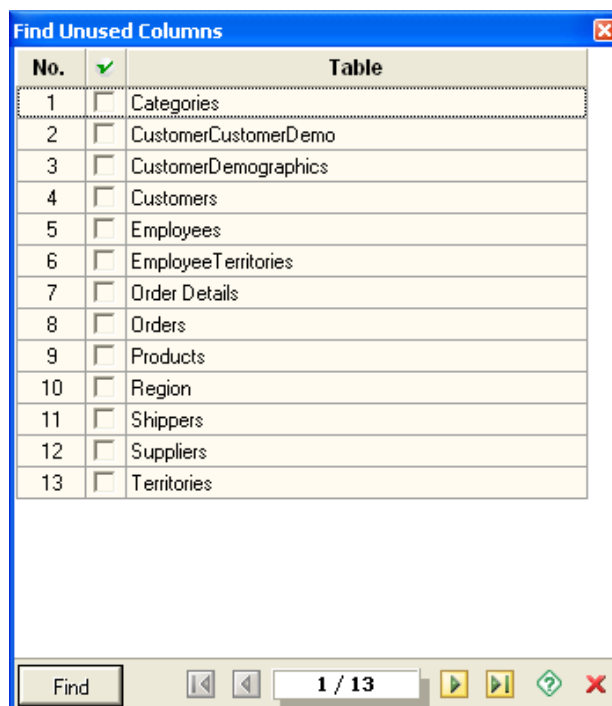 Find Unused Columns
No. Table
1 Categories
2 CustomerCustomerDemo
3 CustomerDemographics
4 Customers
5 Employees
6 EmployeeTerritories
7 Order Details
8 Orders
9 Products
10 Region
11 Shippers
12 Suppliers
13 Territories
Find 1 / 13